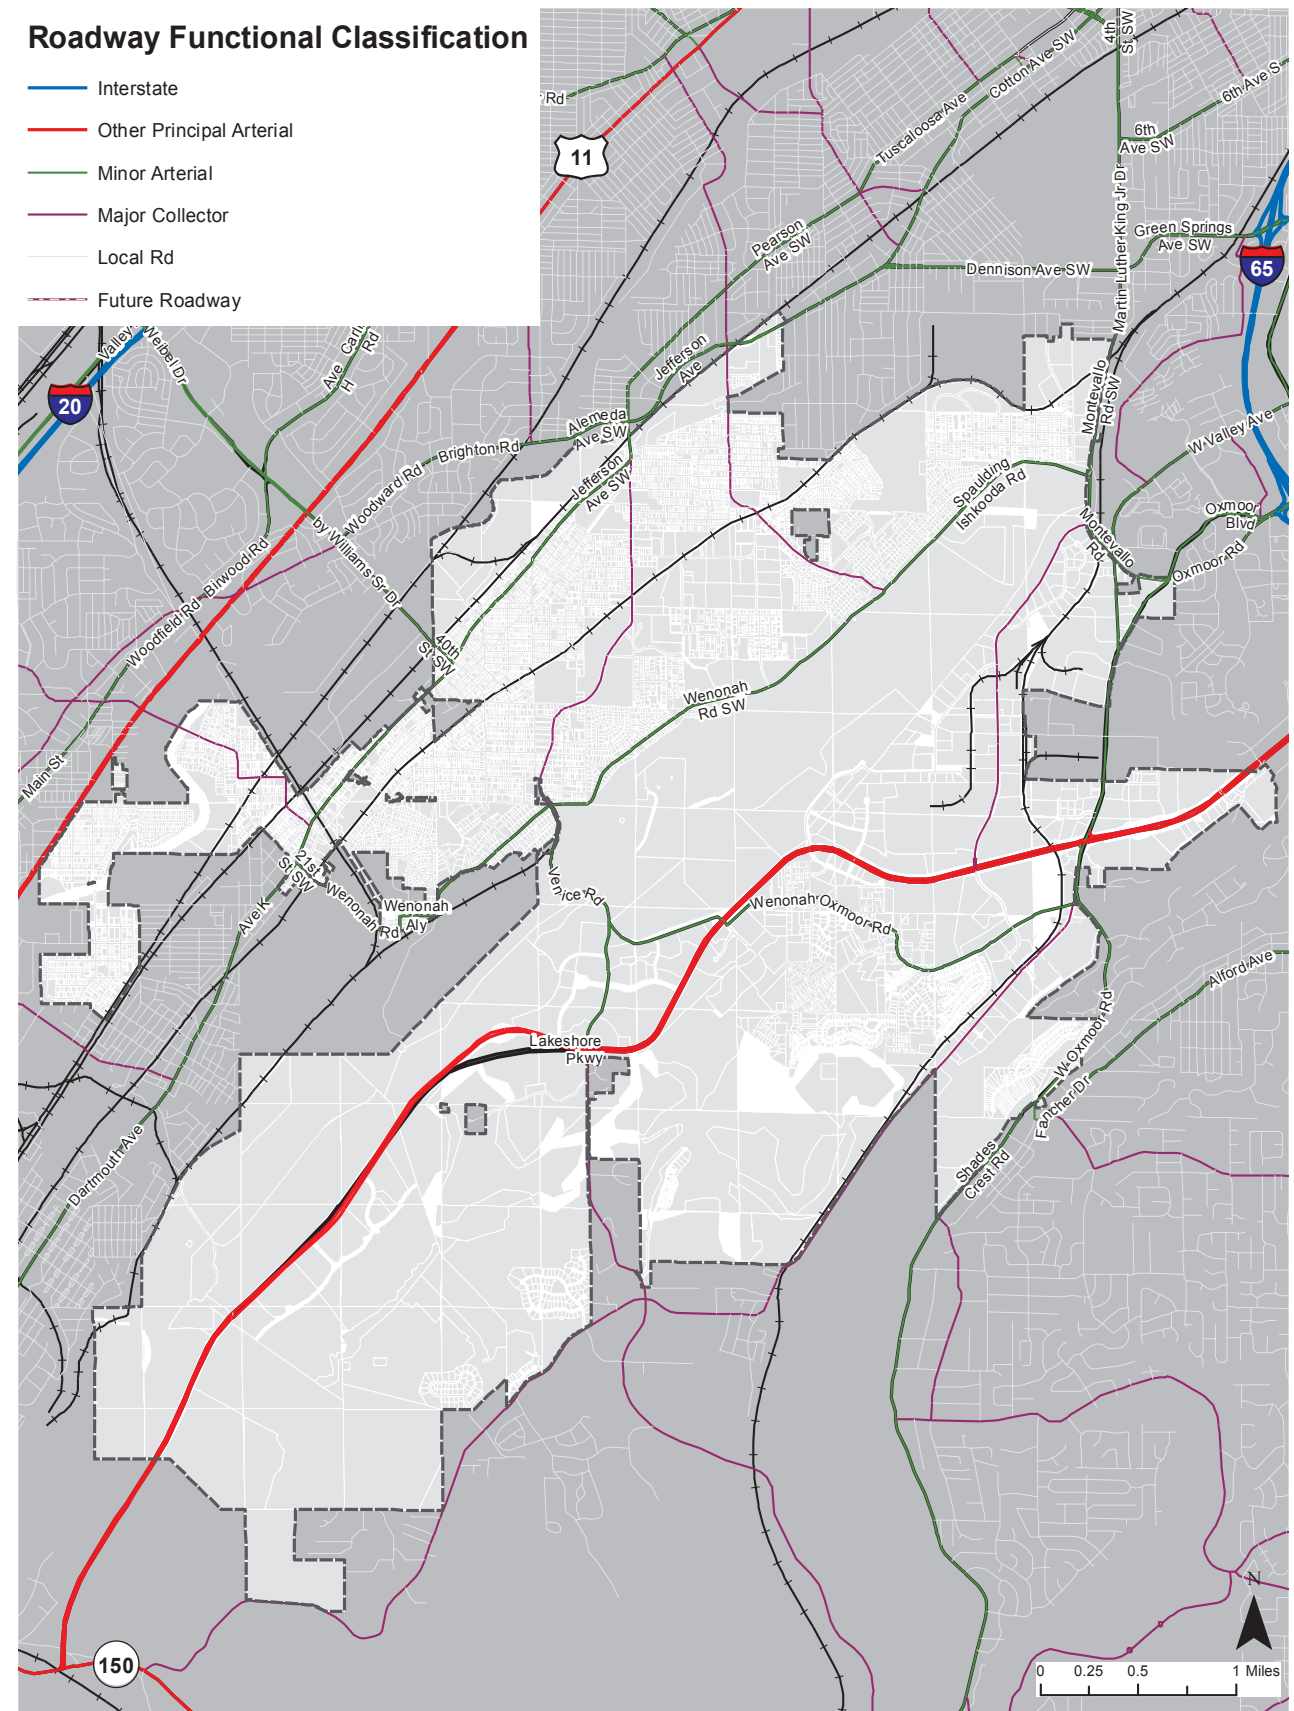 Roadway Functional Classification
Interstate
Other Principal Arterial
Minor Arterial
Major Collector
Local Rd
Future Roadway
4th
St SW
Cotton Ave SW
6th Ave S
r Rd
Tuscaloosa Ave
6th
Ave SW
11
Martin Luther King Jr Dr
Pearson
Ave SW
Green Springs
Ave SW
Dennison Ave SW
65
Valley
Weibel Dr
Ave
H
Carl
Rd
Jefferson
Ave
20
Montevallo
Rd SW
Alameda
Ave SW
W Valley Ave
Brighton Rd
Woodward Rd
Jefferson
Ave SW
Spaulding
Ishkooda Rd
by Williams Sr Dr
Oxmoor
Blvd
Montevallo
Rd
Oxmoor Rd
Birwood Rd
Woodfield Rd
40th
St SW
Wenonah
Rd SW
Main St
21st
St SW
Venice Rd
Wenonah Rd
Wenonah
Aly
Wenonah Oxmoor Rd
Ave K
Alford Ave
Lakeshore
Pkwy
W Oxmoor Rd
Fancher Dr
Dartmouth Ave
Shades
Crest Rd
N
150
0 0.25 0.5 1 Miles